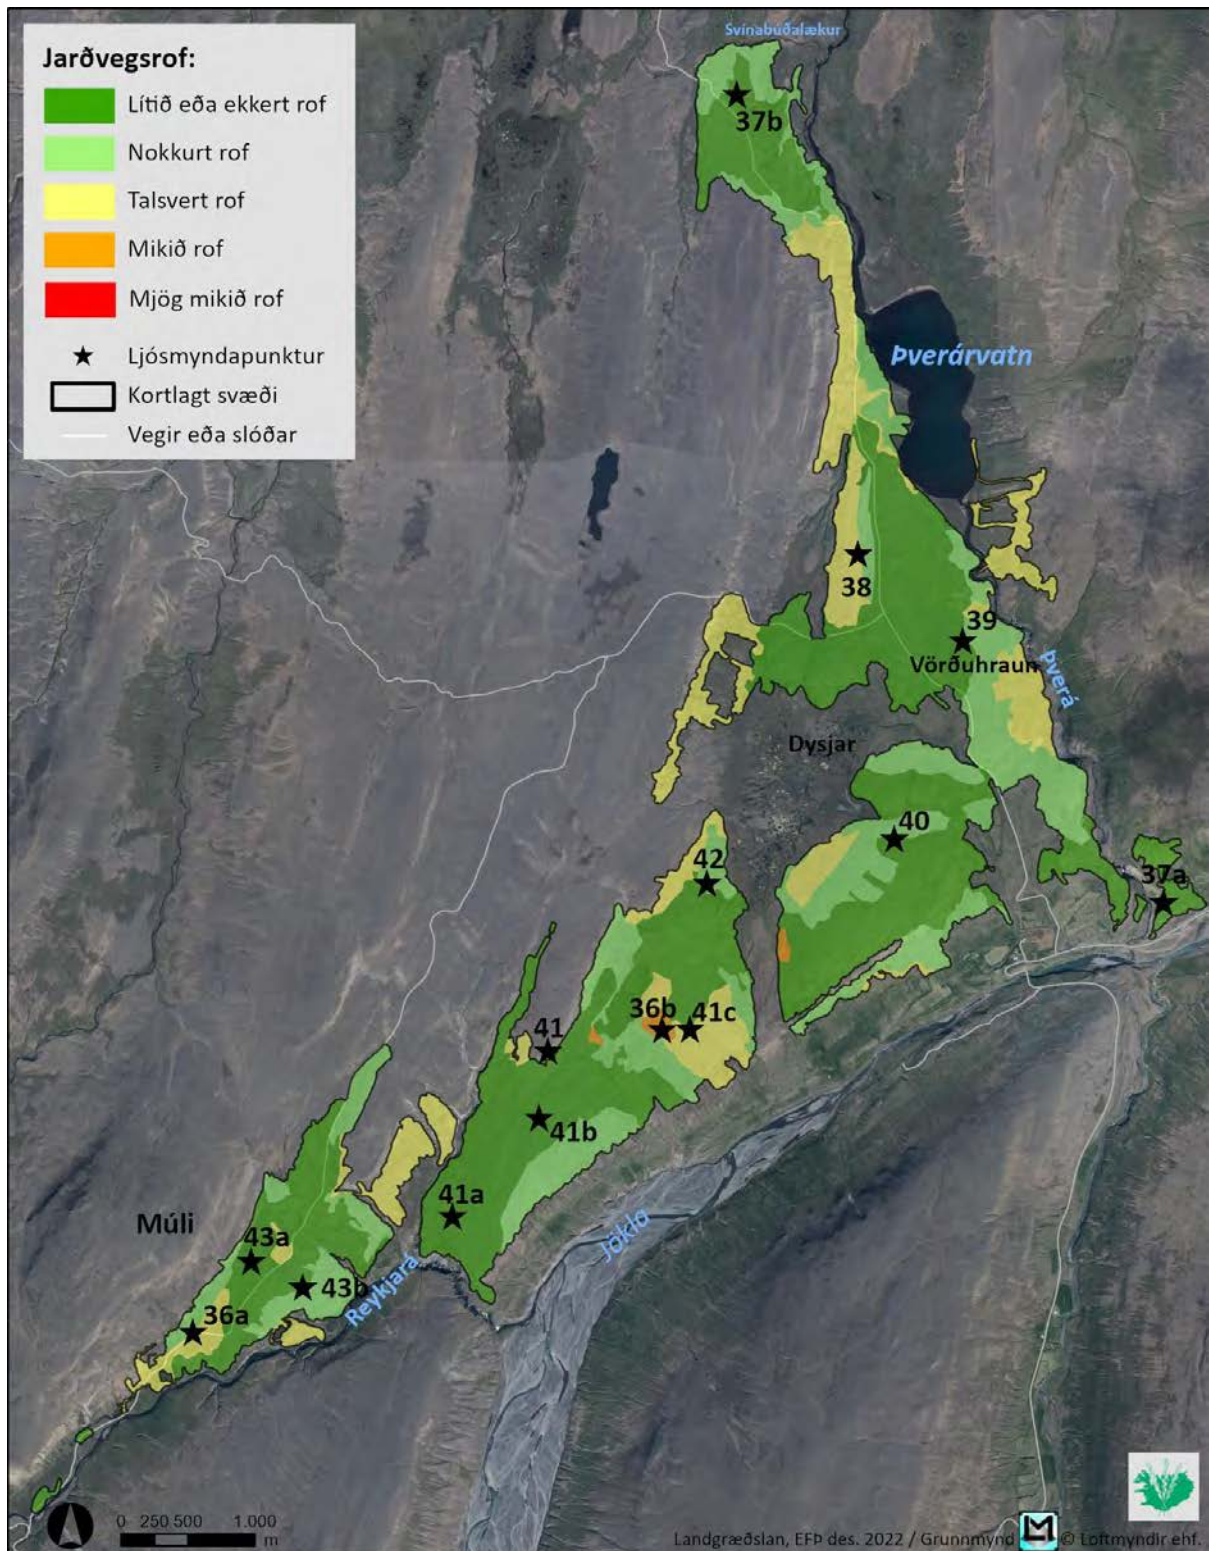 Jarðvegsrof:
Lítið eða ekkert rof
Nokkurt rof
Talsvert rof
Mikið rof
Mjög mikið rof
Ljósmyndapunktur
Kortlagt svæði
Vegir eða slóðar
Svínabúðalækur
37b
Þverárvatn
38
39
Vörðuhraun
Þverá
Dysjar
40
42
37a
36b
41c
41
41b
41a
Jökla
Múli
43a
43b
Reykjará
36a
0 250 500 1.000
m
Landgræðslan, EFÞ des. 2022 / Grunnmynd LM © Loftmyndir ehf.